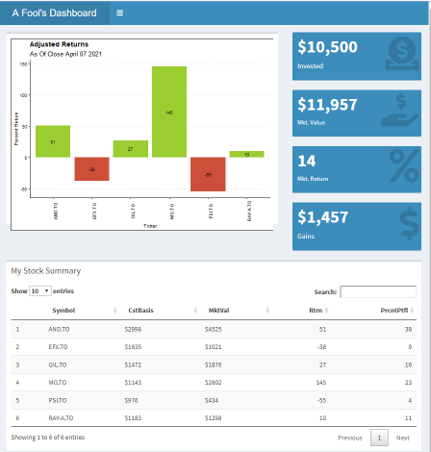 A Fool's Dashboard
Adjusted Returns
As Of Close April 07 2021
Percent Return
150
100
50
0
-50
51
-38
27
145
-55
10
AND.TO
EFX.TO
GIL.TO
MG.TO
PSI.TO
RAY-A.TO
Ticker
$10,500
Invested
$11,957
Mkt. Value
14
Mkt. Return
$1,457
Gains
My Stock Summary
Show 10 entries
Search:
Symbol CstBasis MktVal Rtrn PrcntPtfl
1 AND.TO $2998 $4525 51 38
2 EFX.TO $1635 $1021 -38 9
3 GIL.TO $1472 $1876 27 16
4 MG.TO $1143 $2802 145 23
5 PSI.TO $976 $434 -55 4
6 RAY-A.TO $1183 $1298 10 11
Showing 1 to 6 of 6 entries
Previous 1 Next